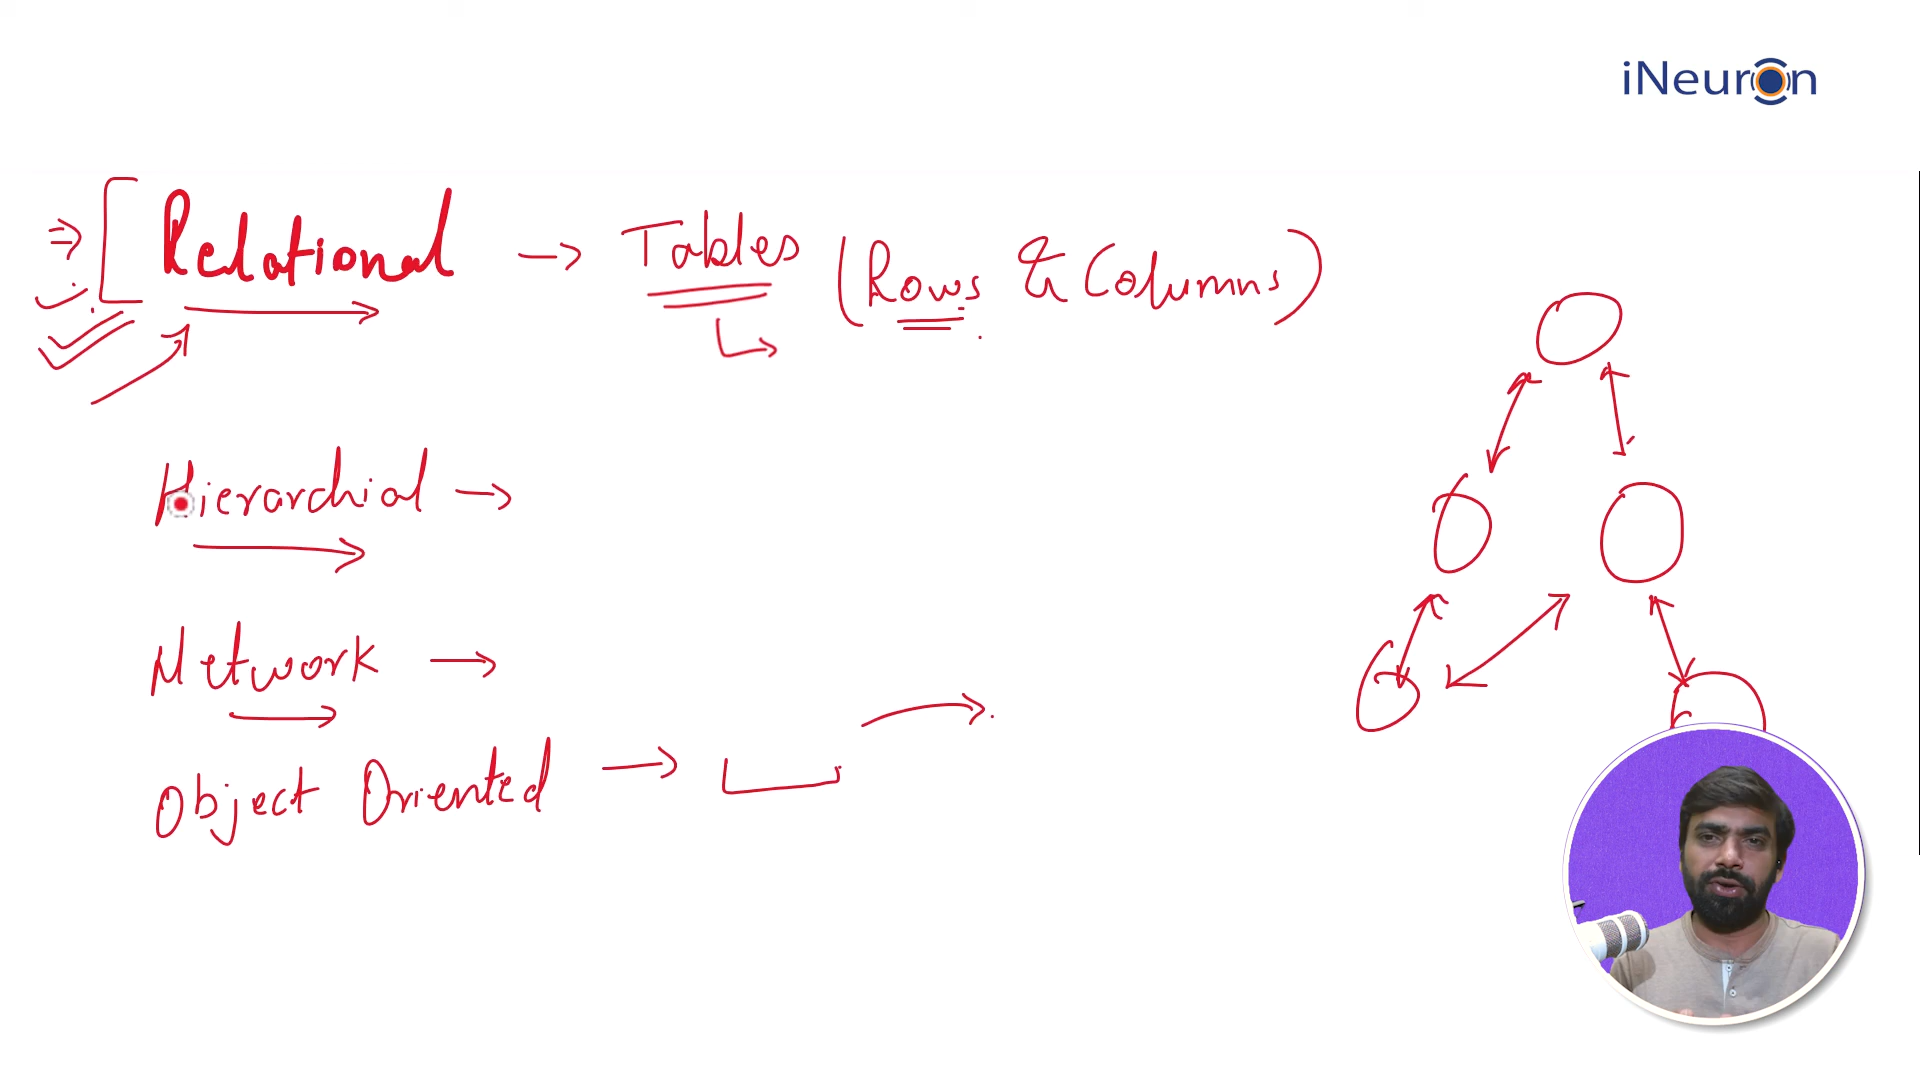 iNeuron
Relational → Tables (Rows & Columns)
Hierarchial →
Network →
Object Oriented →